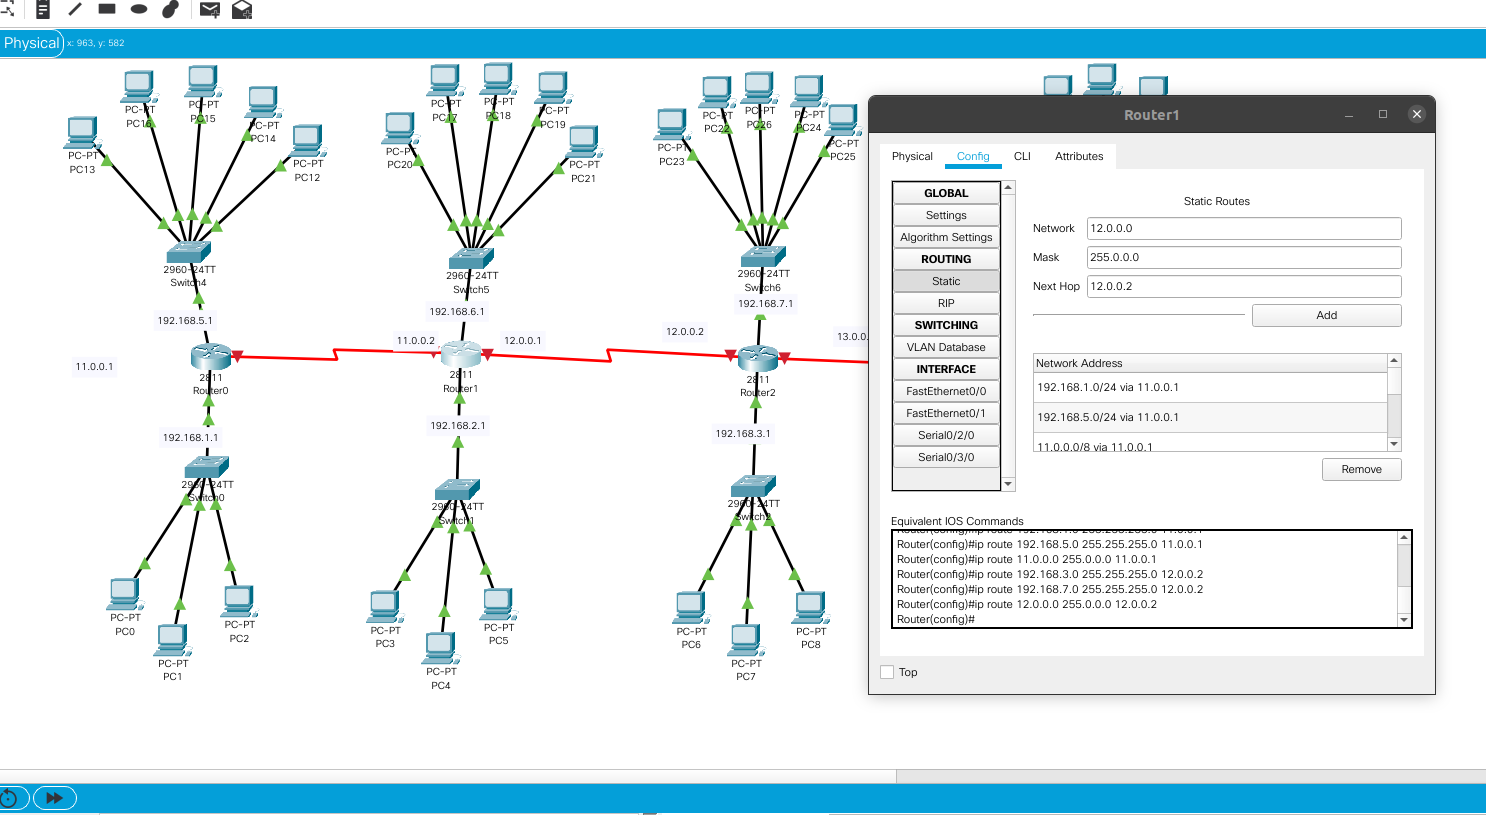 Physical x: 963, y: 582
PC-PT
PC16
PC-PT
PC15
PC-PT
PC14
PC-PT
PC13
PC-PT
PC12
2960-24TT
Switch4
192.168.5.1
11.0.0.1
2811
Router0
192.168.1.1
2960-24TT
Switch0
PC-PT
PC0
PC-PT
PC1
PC-PT
PC2
PC-PT
PC17
PC-PT
PC18
PC-PT
PC19
PC-PT
PC20
PC-PT
PC21
2960-24TT
Switch5
192.168.6.1
11.0.0.2
12.0.0.1
2811
Router1
192.168.2.1
2960-24TT
Switch1
PC-PT
PC3
PC-PT
PC4
PC-PT
PC5
PC-PT
PC22
PC-PT
PC26
PC-PT
PC24
PC-PT
PC23
PC-PT
PC25
2960-24TT
Switch6
192.168.7.1
12.0.0.2
13.0.0.
2811
Router2
192.168.3.1
2960-24TT
Switch2
PC-PT
PC6
PC-PT
PC7
PC-PT
PC8
Router1
Physical Config CLI Attributes
GLOBAL
Settings
Algorithm Settings
ROUTING
Static
RIP
SWITCHING
VLAN Database
INTERFACE
FastEthernet0/0
FastEthernet0/1
Serial0/2/0
Serial0/3/0
Static Routes
Network 12.0.0.0
Mask 255.0.0.0
Next Hop 12.0.0.2
Add
Network Address
192.168.1.0/24 via 11.0.0.1
192.168.5.0/24 via 11.0.0.1
11.0.0.0/8 via 11.0.0.1
Remove
Equivalent IOS Commands
Router(config)#ip route 192.168.5.0 255.255.255.0 11.0.0.1
Router(config)#ip route 11.0.0.0 255.0.0.0 11.0.0.1
Router(config)#ip route 192.168.3.0 255.255.255.0 12.0.0.2
Router(config)#ip route 192.168.7.0 255.255.255.0 12.0.0.2
Router(config)#ip route 12.0.0.0 255.0.0.0 12.0.0.2
Router(config)#
Top